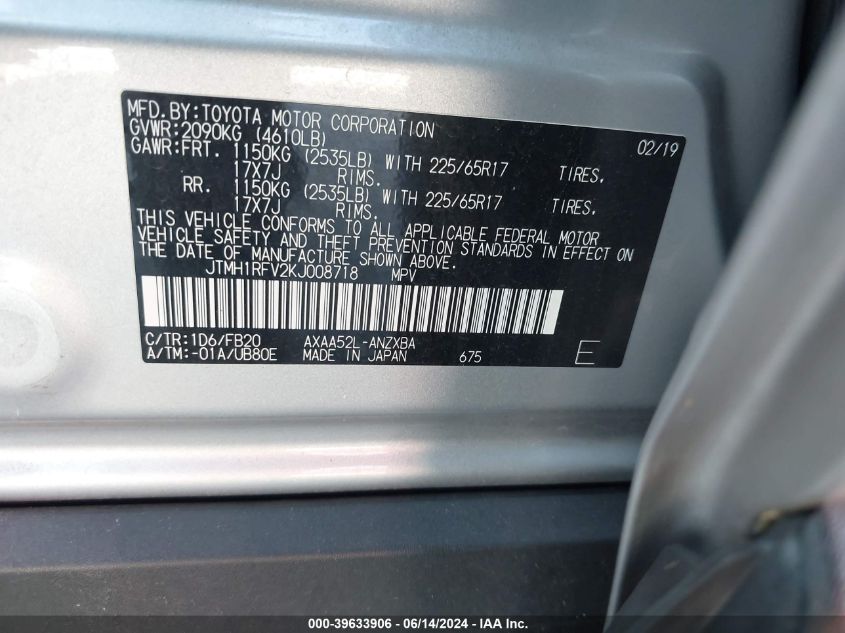 MFD.BY:TOYOTA MOTOR CORPORATION 02/19
GVWR:2090KG (4610LB)
GAWR:FRT. 1150KG (2535LB) WITH 225/65R17 TIRES,
17X7J RIMS.
RR. 1150KG (2535LB) WITH 225/65R17 TIRES,
17X7J RIMS.
THIS VEHICLE CONFORMS TO ALL APPLICABLE FEDERAL MOTOR
VEHICLE SAFETY AND THEFT PREVENTION STANDARDS IN EFFECT ON
THE DATE OF MANUFACTURE SHOWN ABOVE.
JTMH1RFV2KJ008718 MPV
C/TR:1D6/FB20 AXAA52L-ANZXBA
A/TM:-01A/UB80E MADE IN JAPAN 675 E
000-39633906 - 06/14/2024 - IAA Inc.